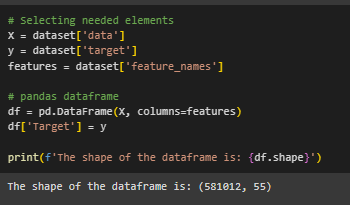 # Selecting needed elements
X = dataset['data']
y = dataset['target']
features = dataset['feature_names']
# pandas dataframe
df = pd.DataFrame(X, columns=features)
df['Target'] = y
print(f'The shape of the dataframe is: {df.shape}')
The shape of the dataframe is: (581012, 55)